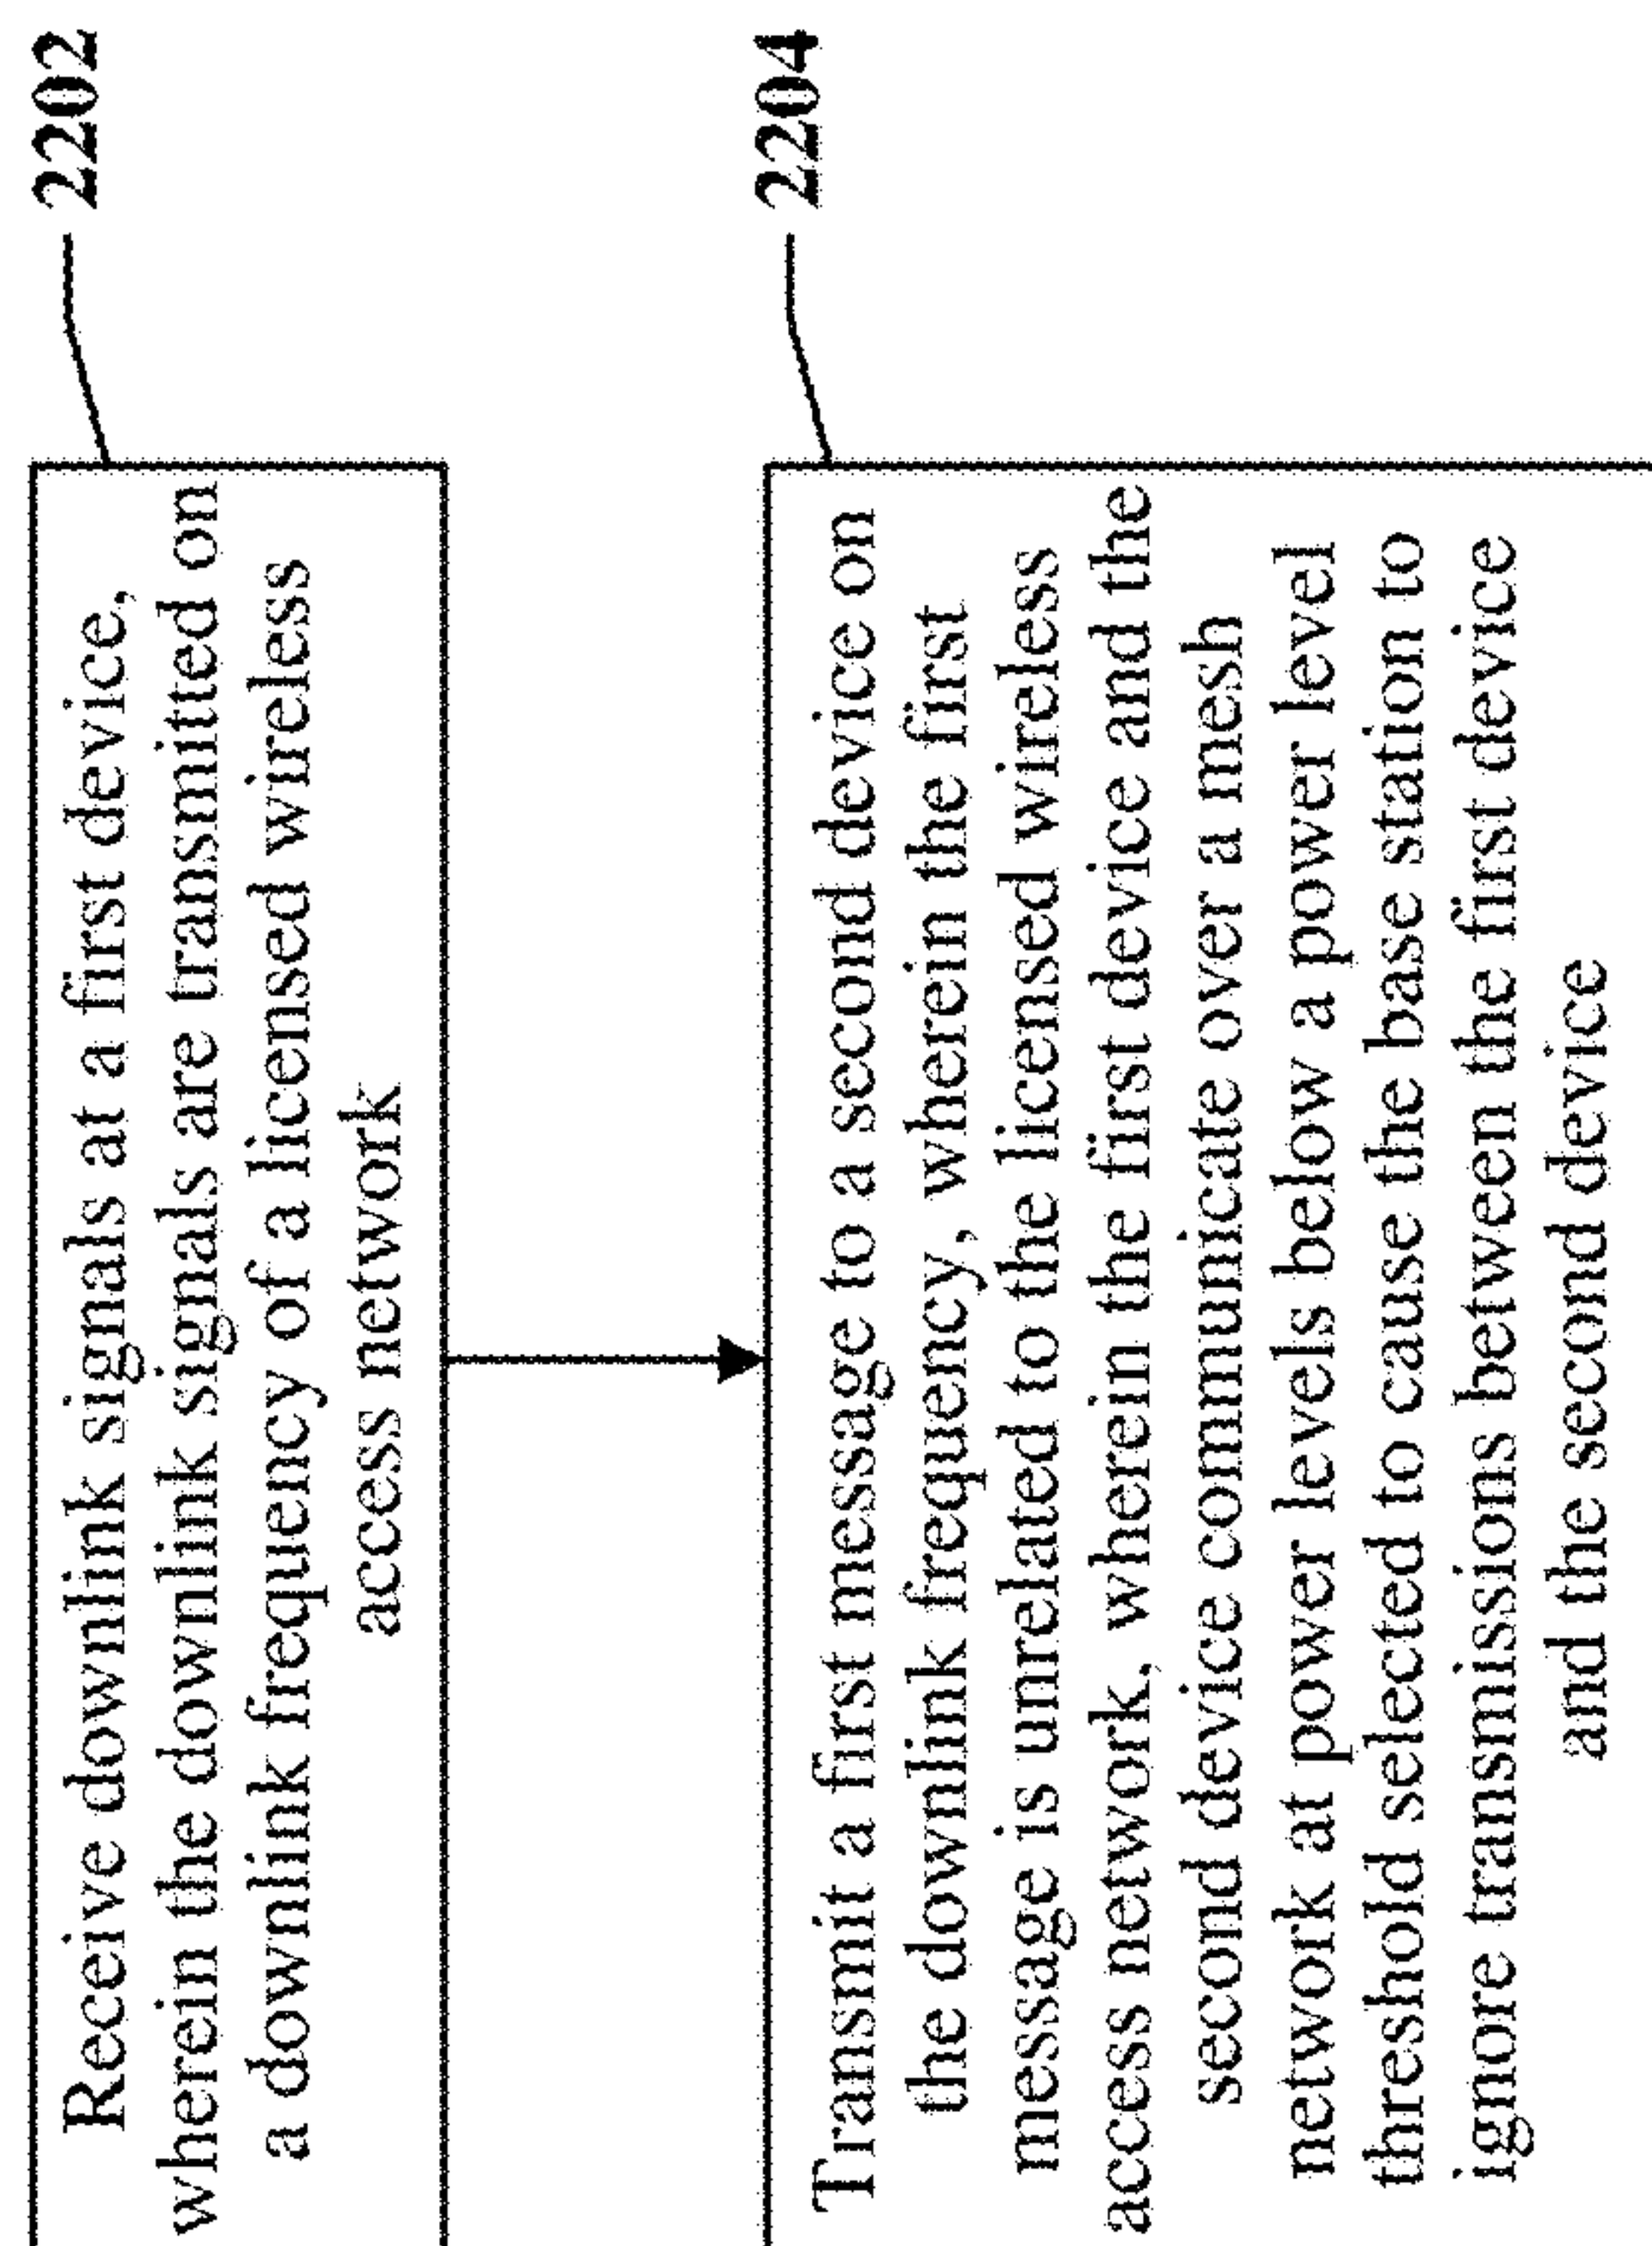 2202
Receive downlink signals at a first device,
wherein the downlink signals are transmitted on
a downlink frequency of a licensed wireless
access network
2204
Transmit a first message to a second device on
the downlink frequency, wherein the first
message is unrelated to the licensed wireless
access network, wherein the first device and the
second device communicate over a mesh
network at power levels below a power level
threshold selected to cause the base station to
ignore transmissions between the first device
and the second device